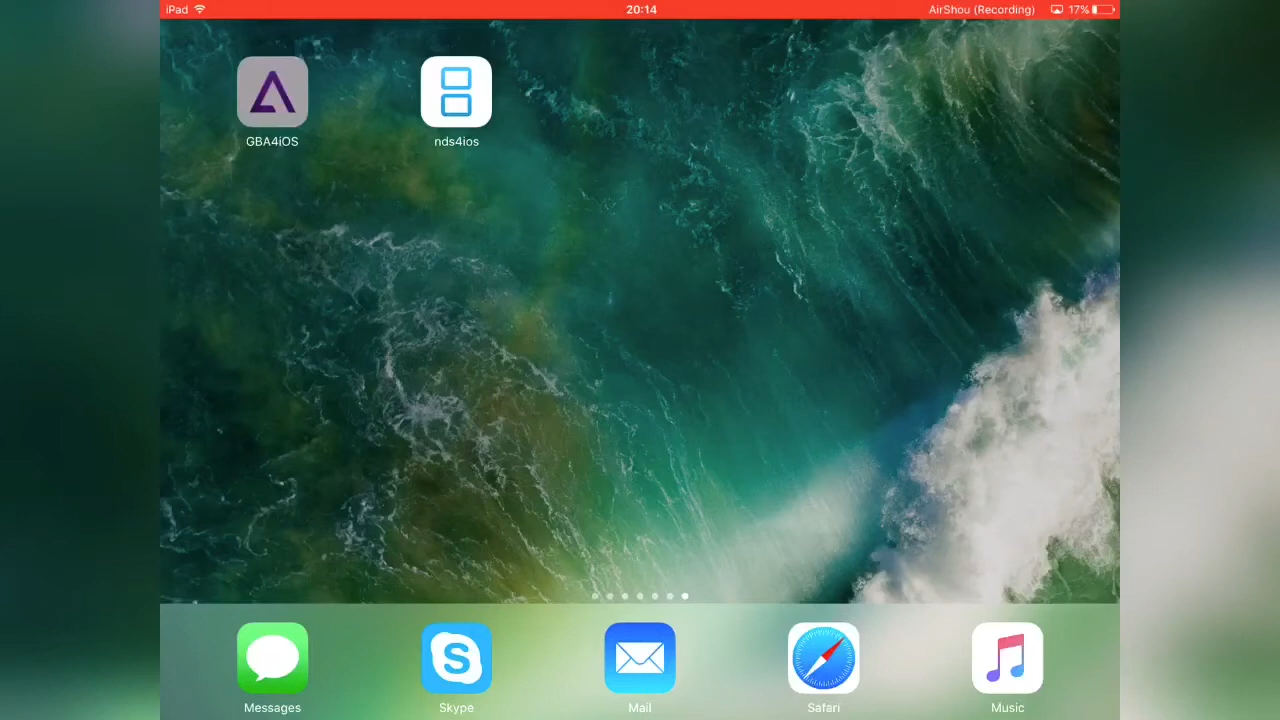 iPad 20:14 AirShou (Recording) 17%
GBA4iOS nds4ios
Messages Skype Mail Safari Music